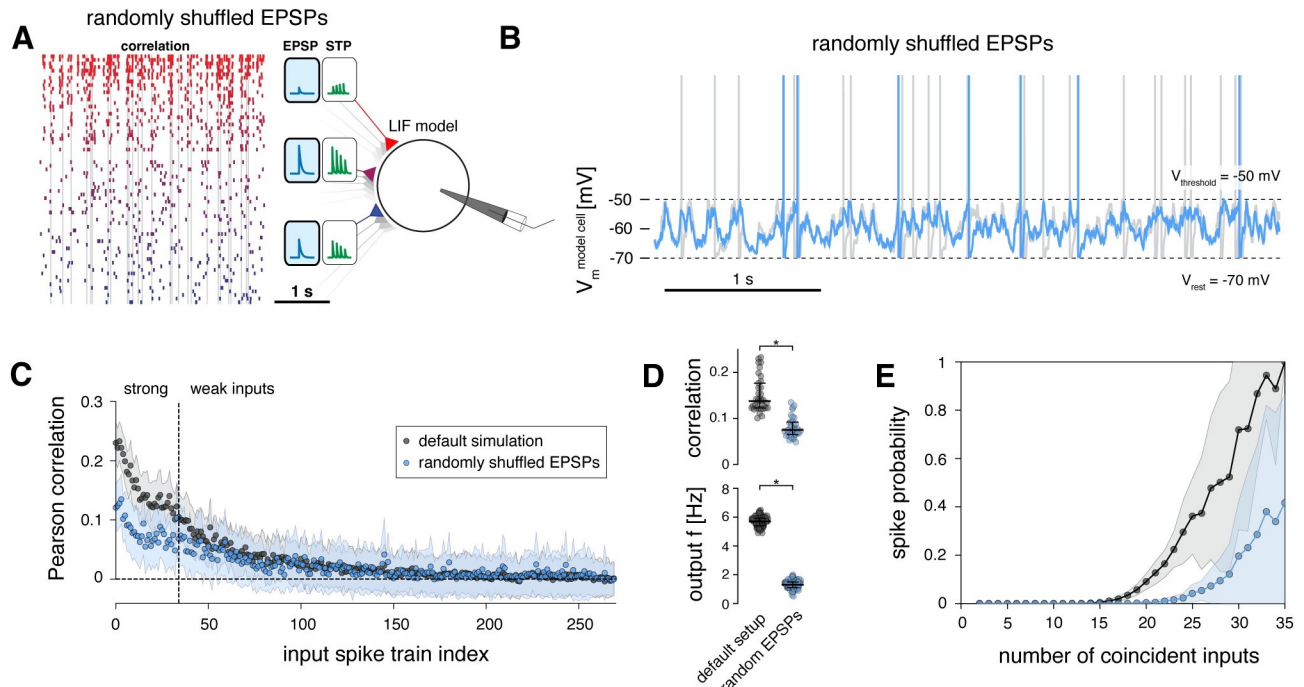 A
randomly shuffled EPSPs
correlation
EPSP STP
LIF model
1 s
B
randomly shuffled EPSPs
V_m^model cell [mV]
-50
-60
-70
V_threshold = -50 mV
V_rest = -70 mV
1 s
C
strong weak inputs
Pearson correlation
0.3
0.2
0.1
0
default simulation
randomly shuffled EPSPs
0 50 100 150 200 250
input spike train index
D
correlation
0.2
0.1
0
*
output f [Hz]
8
6
4
2
0
*
default setup
random EPSPs
E
spike probability
1
0.8
0.6
0.4
0.2
0
0 5 10 15 20 25 30 35
number of coincident inputs